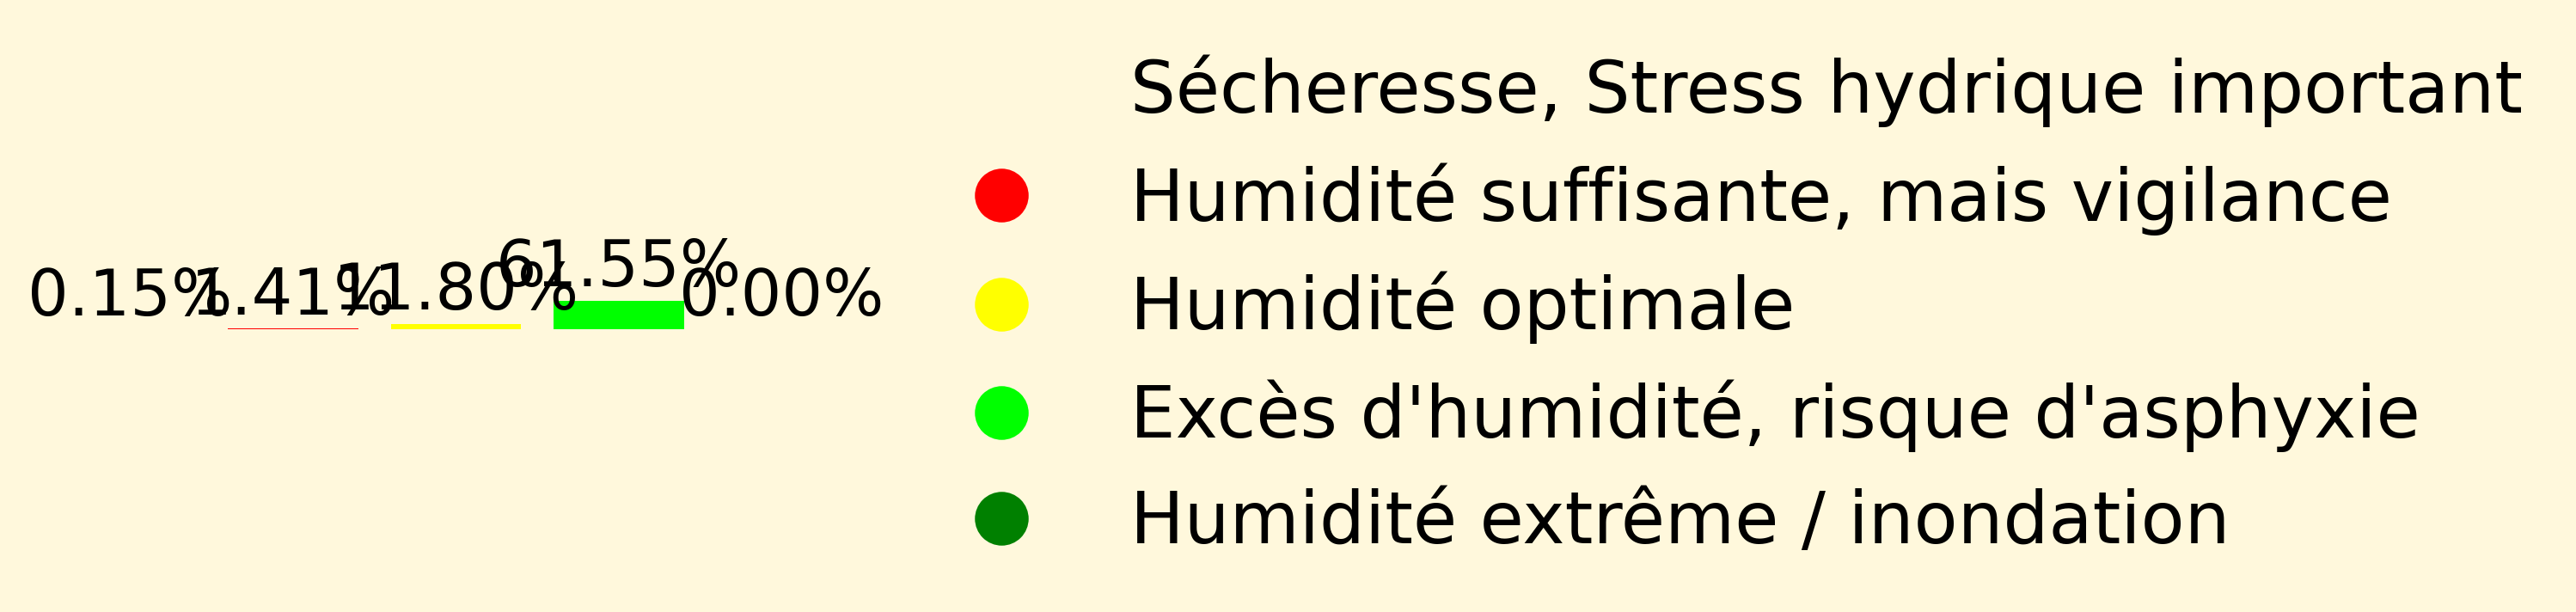 0.15%
1.41%
11.80%
61.55%
0.00%
Sécheresse, Stress hydrique important
Humidité suffisante, mais vigilance
Humidité optimale
Excès d'humidité, risque d'asphyxie
Humidité extrême / inondation